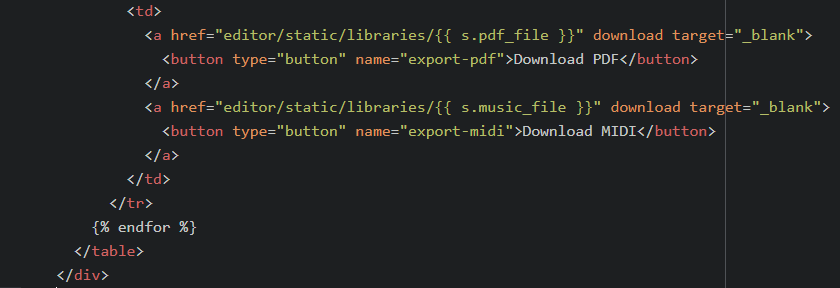 <td>
<a href="editor/static/libraries/{{ s.pdf_file }}" download target="_blank">
<button type="button" name="export-pdf">Download PDF</button>
</a>
<a href="editor/static/libraries/{{ s.music_file }}" download target="_blank">
<button type="button" name="export-midi">Download MIDI</button>
</a>
</td>
</tr>
{% endfor %}
</table>
</div>